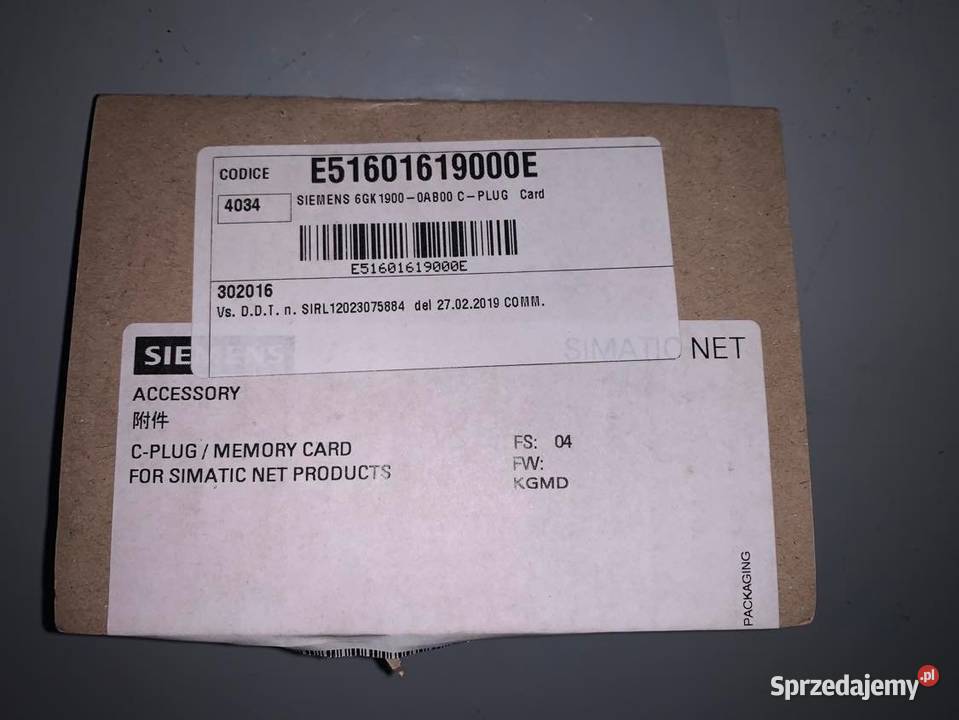 CODICE E51601619000E
4034 SIEMENS 6GK1900-0AB00 C-PLUG Card
E51601619000E
302016
Vs. D.D.T. n. SIRL12023075884 del 27.02.2019 COMM.
SIEMENS SIMATIC NET
ACCESSORY
附件
C-PLUG / MEMORY CARD
FOR SIMATIC NET PRODUCTS
FS: 04
FW:
KGMD
PACKAGING
Sprzedajemy.pl